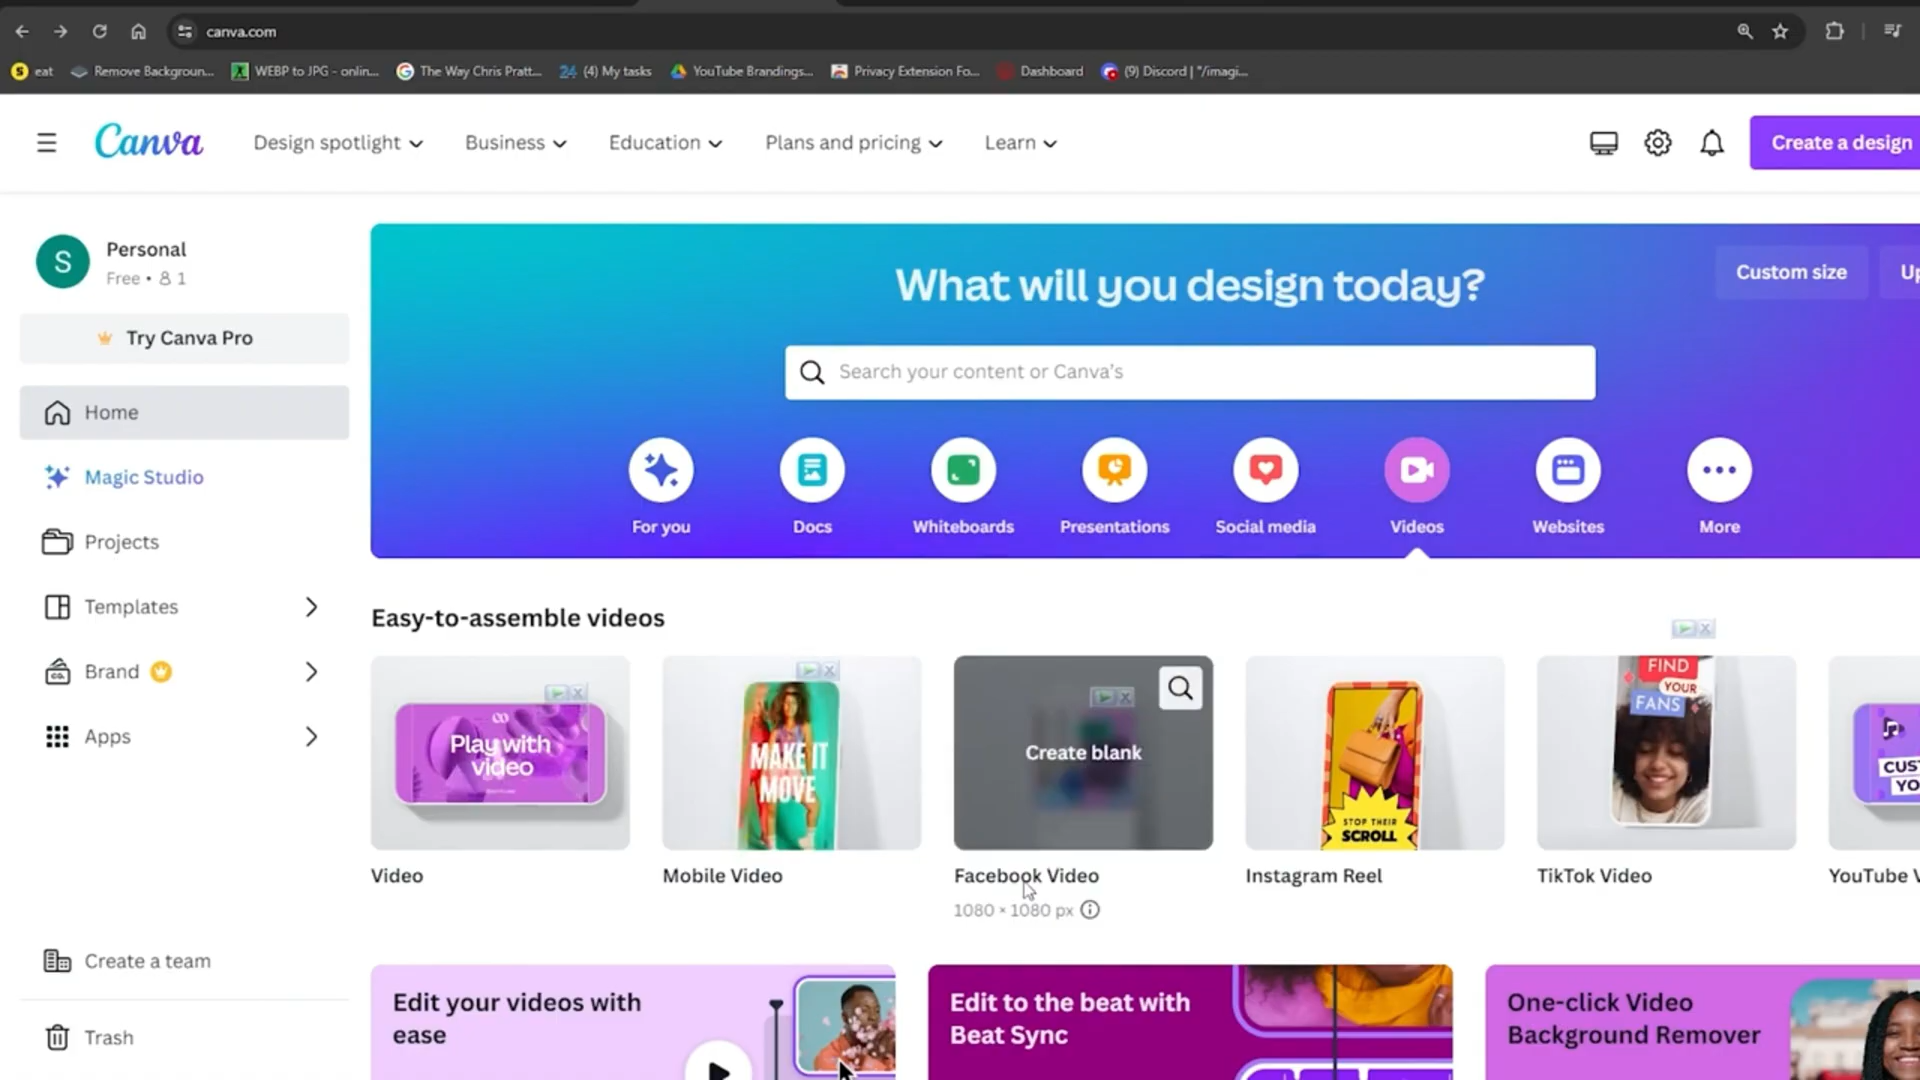 canva.com
eat
Remove Backgroun...
WEBP to JPG - onlin...
The Way Chris Pratt...
24 (4) My tasks
YouTube Brandings...
Privacy Extension Fo...
Dashboard
(9) Discord | "/imagi...
Canva
Design spotlight
Business
Education
Plans and pricing
Learn
Create a design
S
Personal
Free • 1
Try Canva Pro
Home
Magic Studio
Projects
Templates
Brand
Apps
Create a team
Trash
What will you design today?
Custom size
Up
Search your content or Canva's
For you
Docs
Whiteboards
Presentations
Social media
Videos
Websites
More
Easy-to-assemble videos
Play with
video
MAKE IT
MOVE
Create blank
STOP THEIR
SCROLL
FIND
YOUR
FANS
CUST
YO
Video
Mobile Video
Facebook Video
Instagram Reel
TikTok Video
YouTube V
1080 × 1080 px
Edit your videos with
ease
Edit to the beat with
Beat Sync
One-click Video
Background Remover